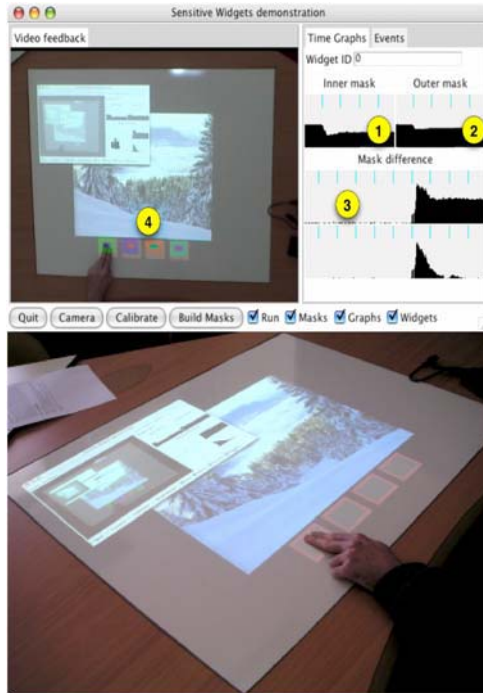 Sensitive Widgets demonstration
Video feedback
Time Graphs Events
Widget ID 0
Inner mask Outer mask
1 2
Mask difference
3
4
Quit Camera Calibrate Build Masks Run Masks Graphs Widgets